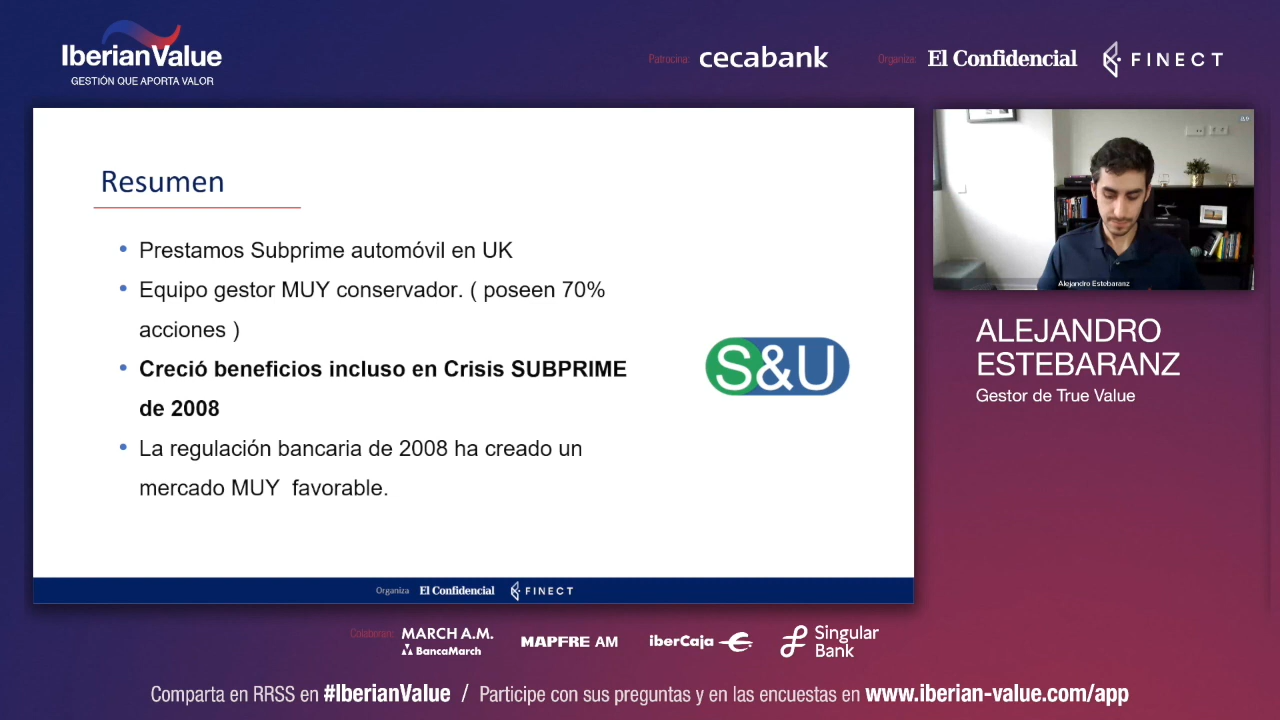 IberianValue
GESTIÓN QUE APORTA VALOR
Patrocina: cecabank
Organiza: El Confidencial FINECT
Resumen
• Prestamos Subprime automóvil en UK
• Equipo gestor MUY conservador. ( poseen 70%
acciones )
• Creció beneficios incluso en Crisis SUBPRIME
de 2008
• La regulación bancaria de 2008 ha creado un
mercado MUY favorable.
S&U
Organiza El Confidencial FINECT
Alejandro Estebaranz
ALEJANDRO
ESTEBARANZ
Gestor de True Value
Colaboran: MARCH A.M.
BancaMarch
MAPFRE AM
iberCaja
Singular
Bank
Comparta en RRSS en #IberianValue / Participe con sus preguntas y en las encuestas en www.iberian-value.com/app